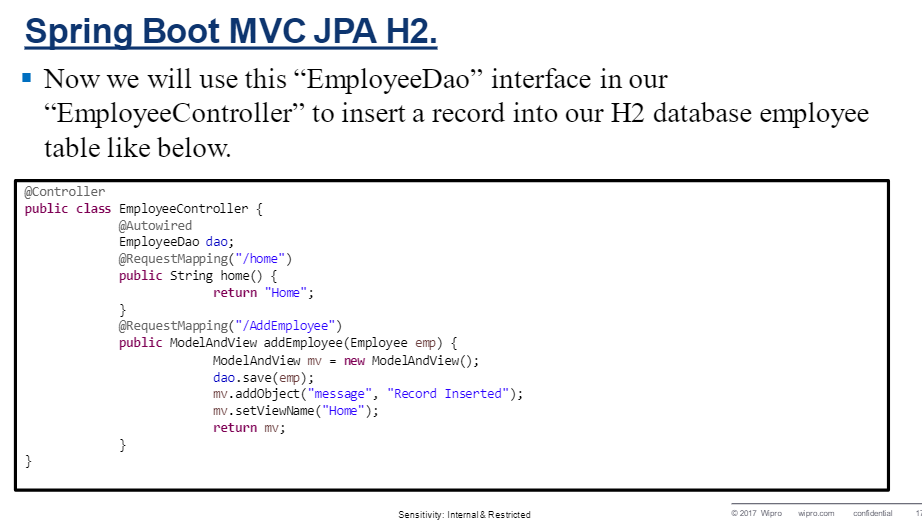 Spring Boot MVC JPA H2.
Now we will use this “EmployeeDao” interface in our
“EmployeeController” to insert a record into our H2 database employee
table like below.
@Controller
public class EmployeeController {
@Autowired
EmployeeDao dao;
@RequestMapping("/home")
public String home() {
return "Home";
}
@RequestMapping("/AddEmployee")
public ModelAndView addEmployee(Employee emp) {
ModelAndView mv = new ModelAndView();
dao.save(emp);
mv.addObject("message", "Record Inserted");
mv.setViewName("Home");
return mv;
}
}
Sensitivity: Internal & Restricted
© 2017 Wipro wipro.com confidential